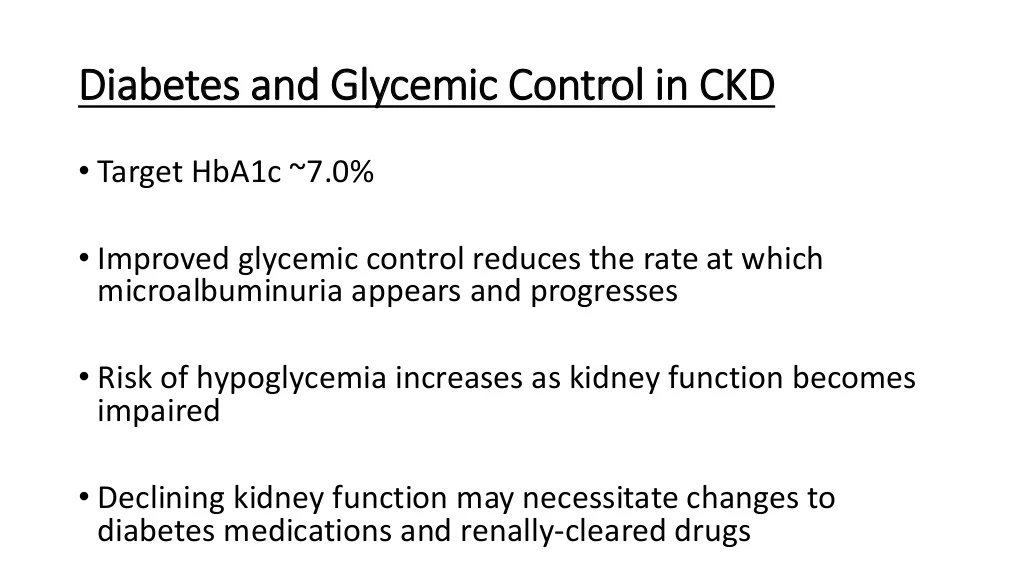 Diabetes and Glycemic Control in CKD
• Target HbA1c ~7.0%
• Improved glycemic control reduces the rate at which
microalbuminuria appears and progresses
• Risk of hypoglycemia increases as kidney function becomes
impaired
• Declining kidney function may necessitate changes to
diabetes medications and renally-cleared drugs